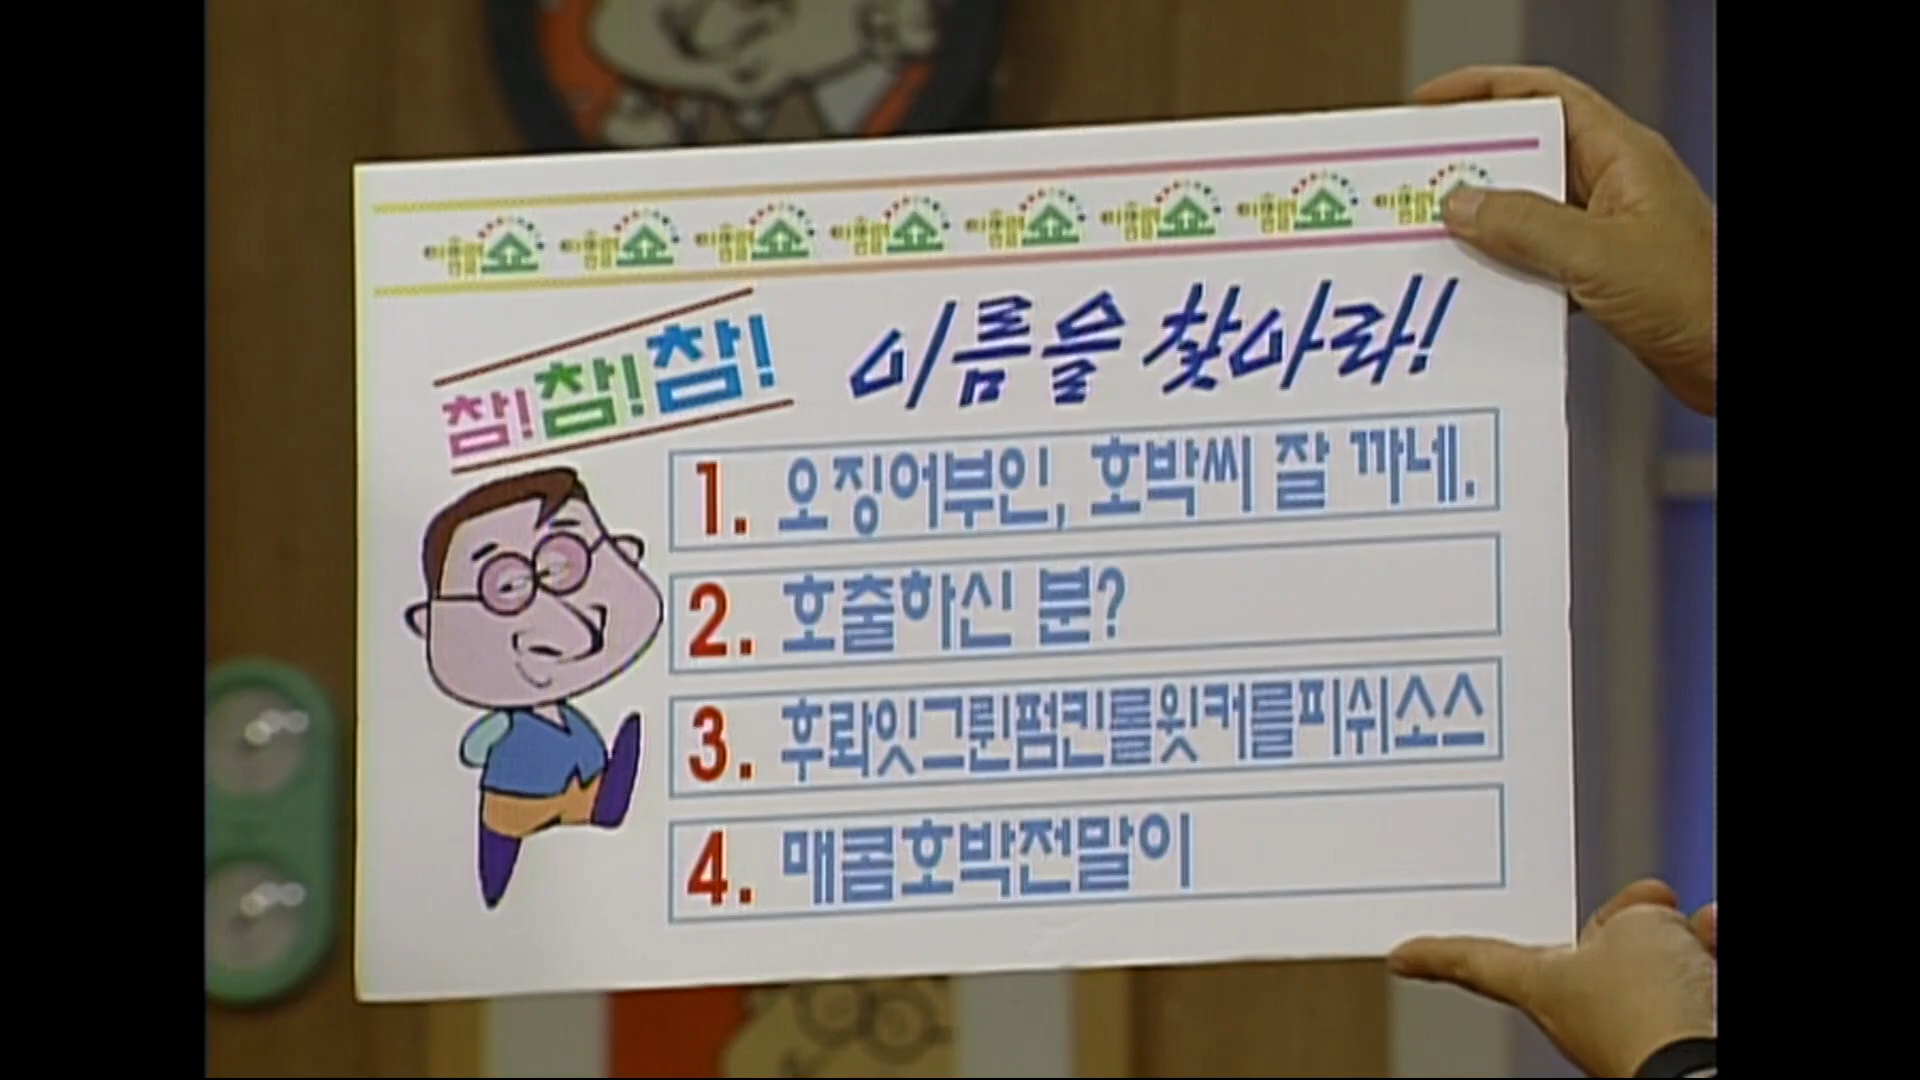 참! 참! 참! 이름을 찾아라!
1. 오징어부인, 호박씨 잘 까네.
2. 호출하신 분?
3. 후롸잇그륀펌킨롤윗커를피쉬소스
4. 매콤호박전말이